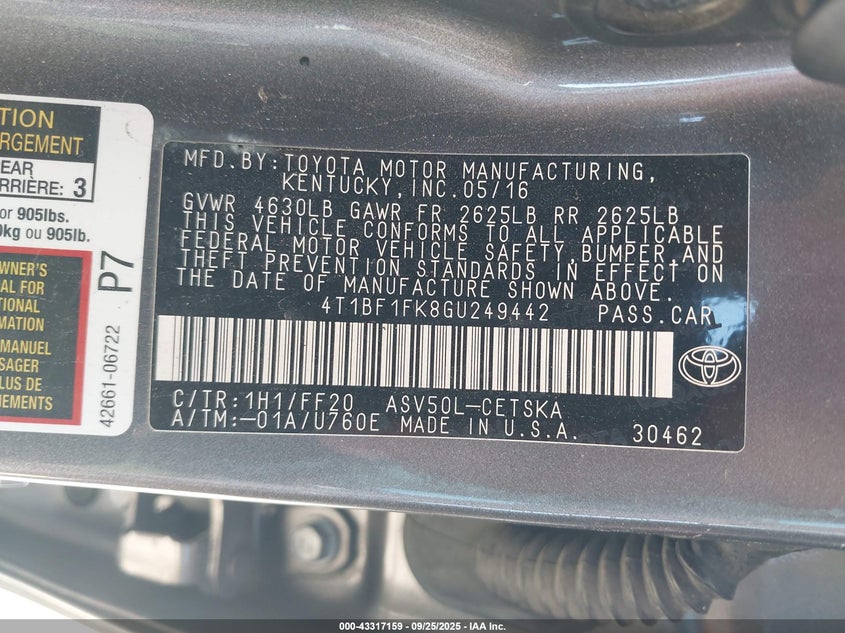 TION
RGEMENT
EAR
RRIÈRE: 3
or 905lbs.
0kg ou 905lb.
WNER'S
AL FOR
TIONAL
MATION
MANUEL
SAGER
LUS DE
EMENTS
P7
42661-06722
MFD.BY:TOYOTA MOTOR MANUFACTURING,
KENTUCKY,INC.05/16
GVWR 4630LB GAWR FR 2625LB RR 2625LB
THIS VEHICLE CONFORMS TO ALL APPLICABLE
FEDERAL MOTOR VEHICLE SAFETY,BUMPER,AND
THEFT PREVENTION STANDARDS IN EFFECT ON
THE DATE OF MANUFACTURE SHOWN ABOVE.
4T1BF1FK8GU249442 PASS.CAR
C/TR:1H1/FF20 ASV50L-CETSKA
A/TM:-01A/U760E MADE IN U.S.A. 30462
000-43317159 - 09/25/2025 - IAA Inc.